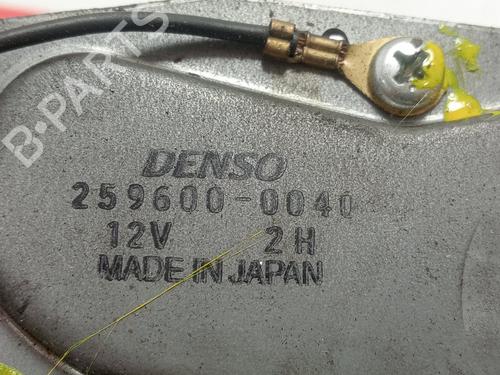 B-PARTS
DENSO
259600-0040
12V 2H
MADE IN JAPAN